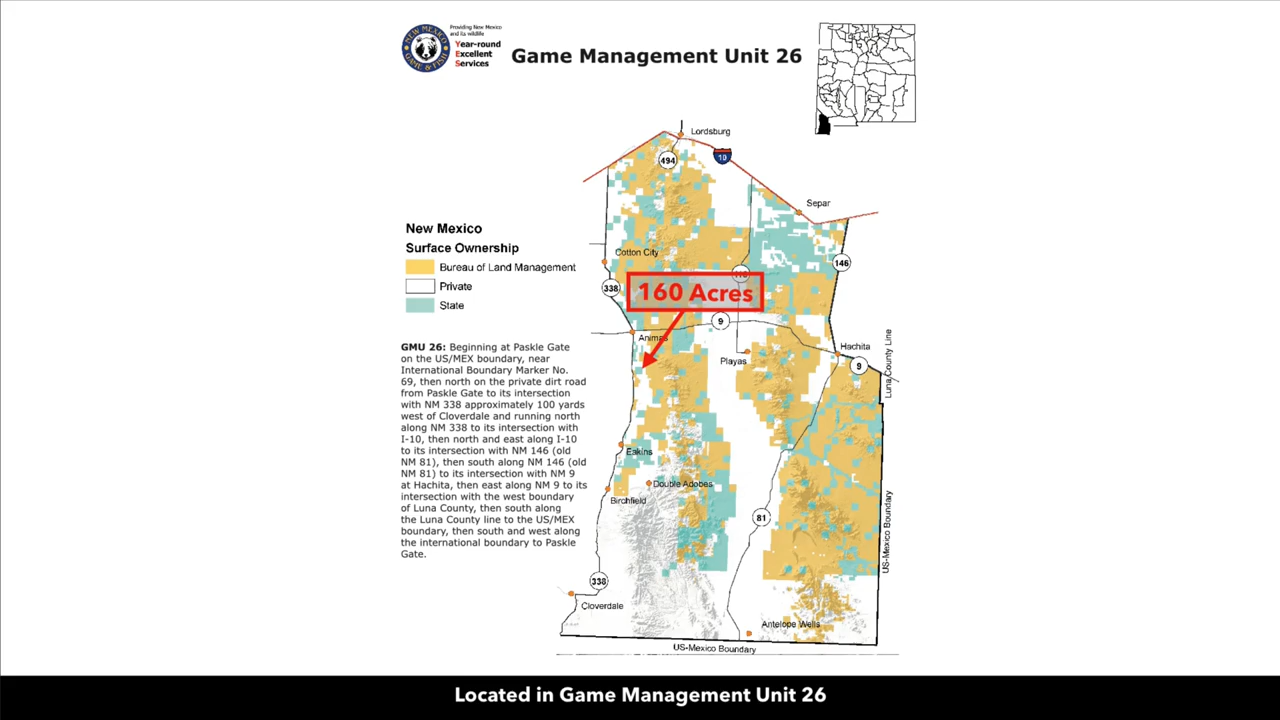 NEW MEXICO
GAME & FISH
Providing New Mexico
and its wildlife
Year-round
Excellent
Services
Game Management Unit 26
Lordsburg
494
10
Separ
New Mexico
Surface Ownership
Bureau of Land Management
Private
State
Cotton City
146
338
160 Acres
9
Animas
Playas
Hachita
9
Luna County Line
GMU 26: Beginning at Paskle Gate
on the US/MEX boundary, near
International Boundary Marker No.
69, then north on the private dirt road
from Paskle Gate to its intersection
with NM 338 approximately 100 yards
west of Cloverdale and running north
along NM 338 to its intersection with
I-10, then north and east along I-10
to its intersection with NM 146 (old
NM 81), then south along NM 146 (old
NM 81) to its intersection with NM 9
at Hachita, then east along NM 9 to its
intersection with the west boundary
of Luna County, then south along
the Luna County line to the US/MEX
boundary, then south and west along
the international boundary to Paskle
Gate.
Eakins
Double Adobes
Birchfield
81
US-Mexico Boundary
338
Cloverdale
Antelope Wells
US-Mexico Boundary
Located in Game Management Unit 26